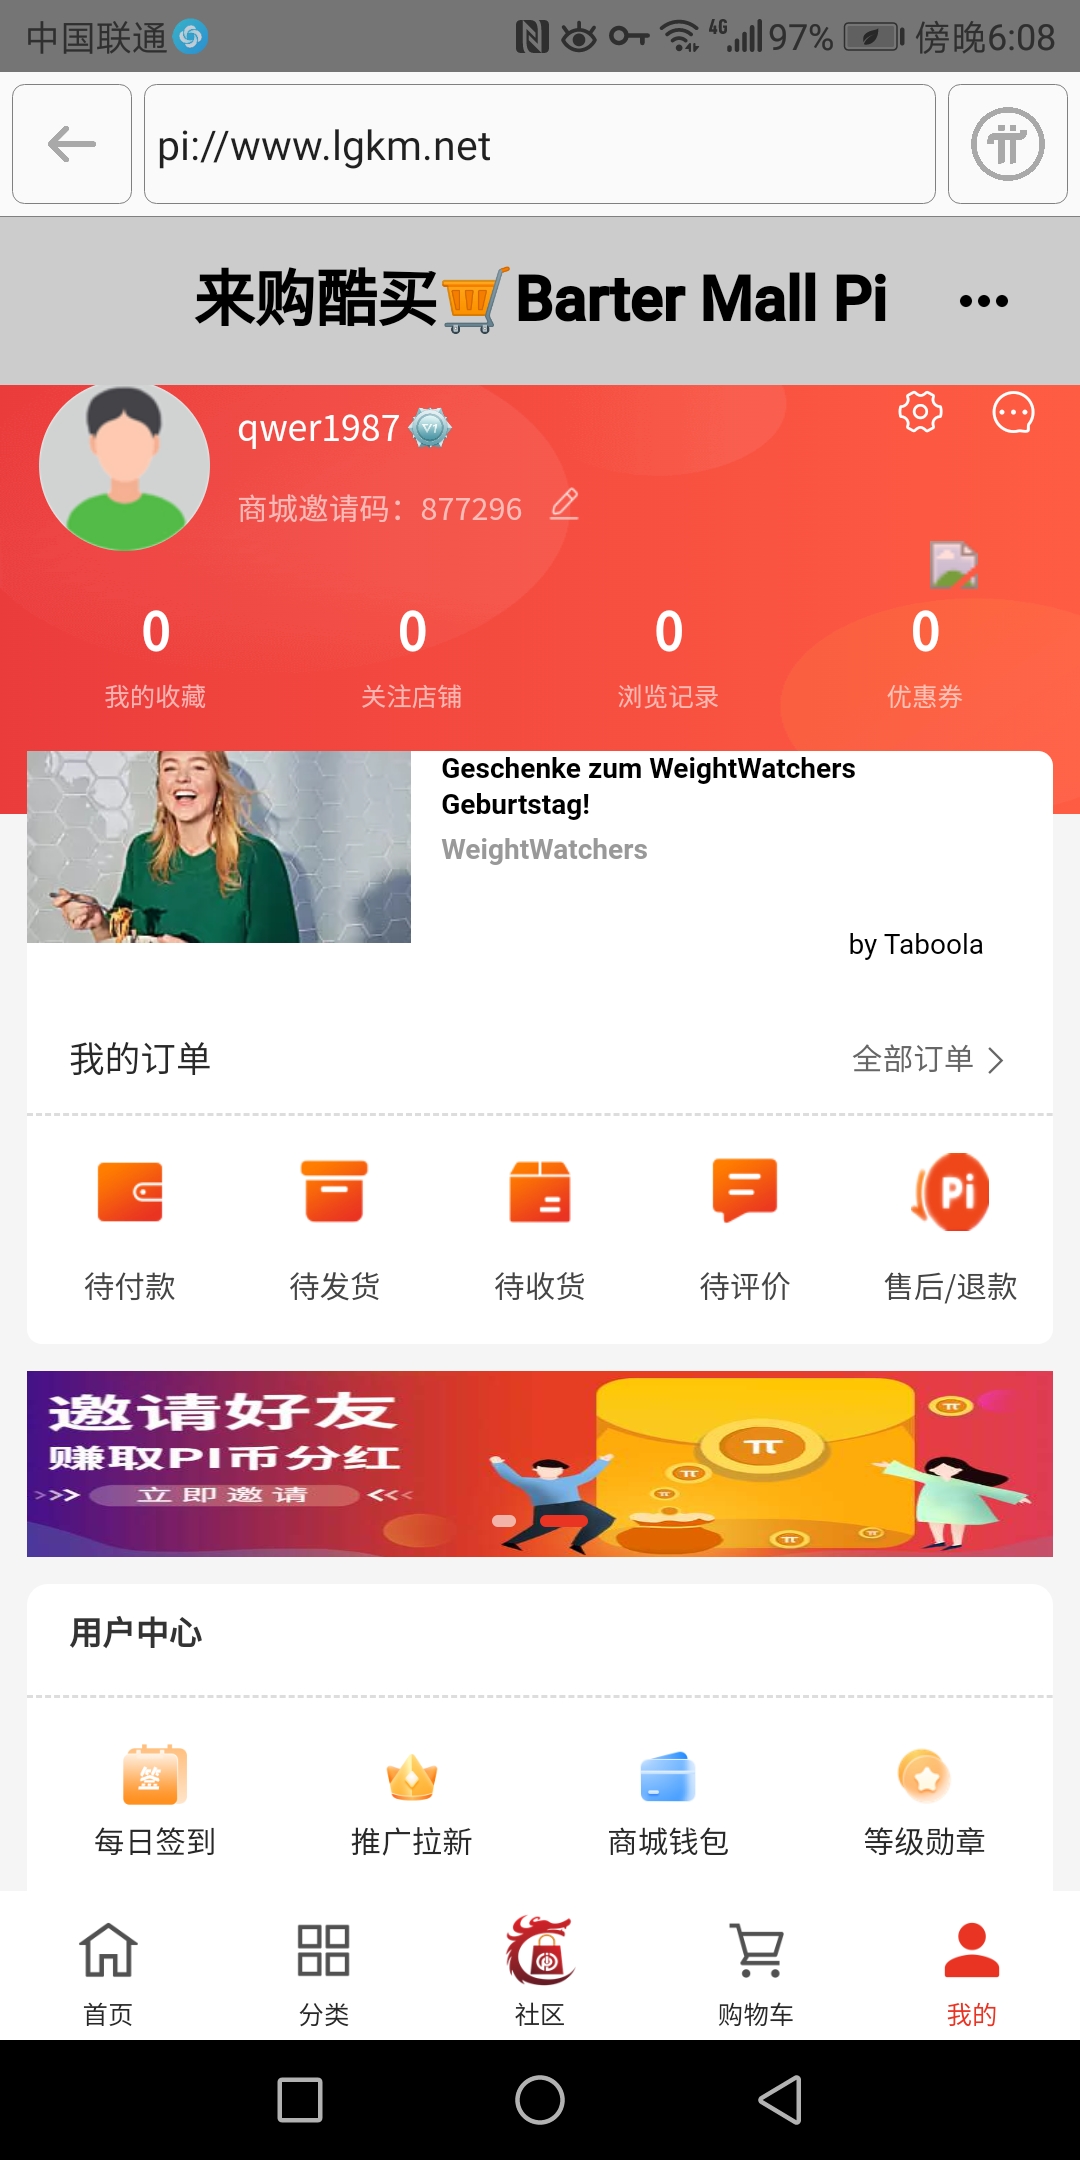 中国联通
4G 97% 傍晚6:08
pi://www.lgkm.net
来购酷买🛒Barter Mall Pi
qwer1987 V1
商城邀请码：877296
0 0 0 0
我的收藏 关注店铺 浏览记录 优惠券
Geschenke zum WeightWatchers
Geburtstag!
WeightWatchers
by Taboola
我的订单 全部订单
Pi
待付款 待发货 待收货 待评价 售后/退款
邀请好友
赚取PI币分红
>>> 立即邀请 <<<
用户中心
签
每日签到 推广拉新 商城钱包 等级勋章
首页 分类 社区 购物车 我的